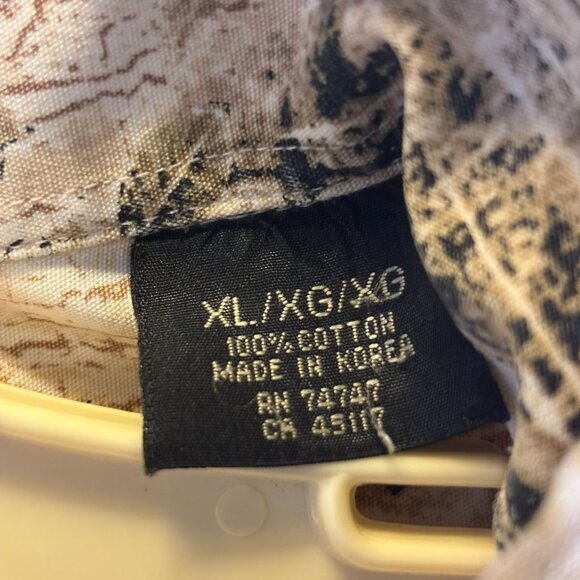 XL/XG/XG
100% COTTON
MADE IN KOREA
RN 74747
CA 45117